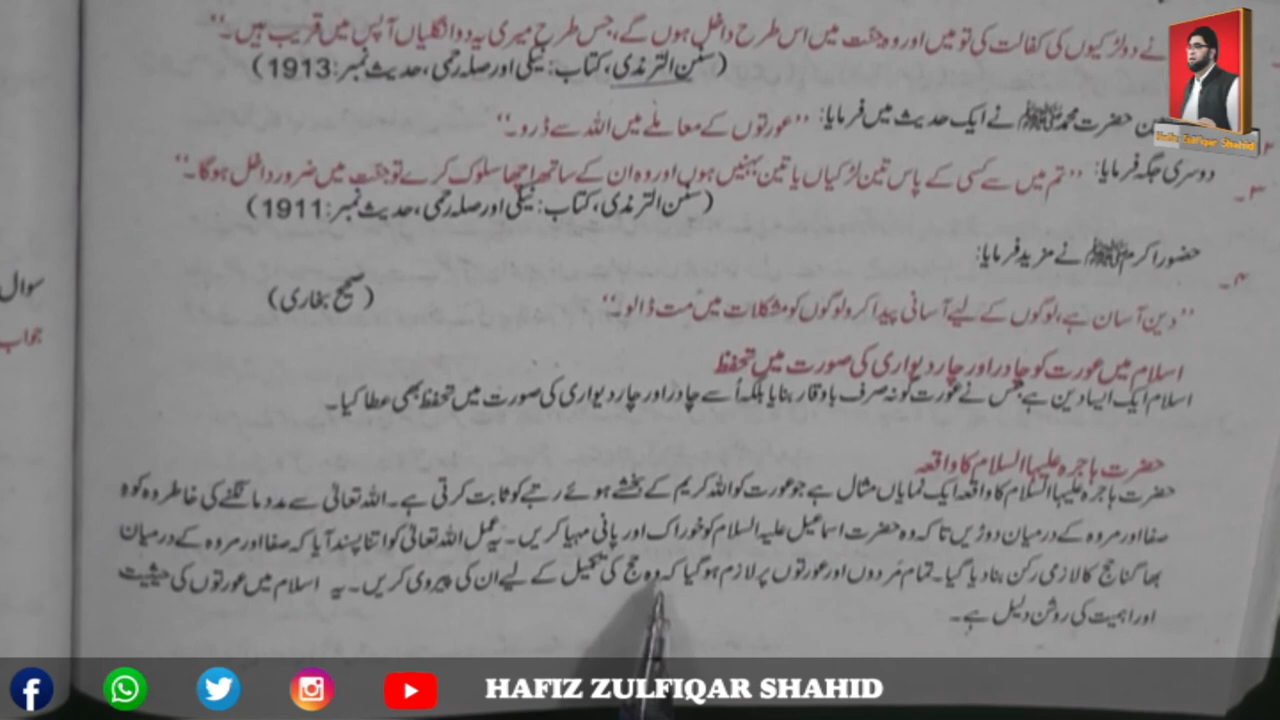 نے دو لڑکیوں کی کفالت کی تو میں اور وہ جنت میں اس طرح داخل ہوں گے، جس طرح میری یہ دو انگلیاں آپس میں قریب ہیں۔‘‘
(سنن الترمذی، کتاب: نیکی اور صلہ رحمی، حدیث نمبر: 1913)
حضرت محمدﷺ نے ایک حدیث میں فرمایا: ’’عورتوں کے معاملے میں اللہ سے ڈرو۔‘‘
۳۔ دوسری جگہ فرمایا: ’’تم میں سے کسی کے پاس تین لڑکیاں یا تین بہنیں ہوں اور وہ ان کے ساتھ اچھا سلوک کرے تو جنت میں ضرور داخل ہوگا۔‘‘
(سنن الترمذی، کتاب: نیکی اور صلہ رحمی، حدیث نمبر: 1911)
۴۔ حضور اکرمﷺ نے مزید فرمایا:
’’دین آسان ہے، لوگوں کے لیے آسانی پیدا کرو لوگوں کو مشکلات میں مت ڈالو۔‘‘ (صحیح بخاری)
اسلام میں عورت کو چادر اور چار دیواری کی صورت میں تحفظ
اسلام ایک ایسا دین ہے جس نے عورت کو نہ صرف باوقار بنایا بلکہ اُسے چادر اور چار دیواری کی صورت میں تحفظ بھی عطا کیا۔
حضرت ہاجرہ علیہا السلام کا واقعہ
حضرت ہاجرہ علیہا السلام کا واقعہ ایک نمایاں مثال ہے جو عورت کو اللہ کریم کے بخشے ہوئے رتبے کو ثابت کرتی ہے۔ اللہ تعالیٰ سے مدد مانگنے کی خاطر وہ کوہ
صفا اور مروہ کے درمیان دوڑیں تاکہ وہ حضرت اسماعیل علیہ السلام کو خوراک اور پانی مہیا کریں۔ یہ عمل اللہ تعالیٰ کو اتنا پسند آیا کہ صفا اور مروہ کے درمیان
بھاگنا حج کا لازمی رکن بنا دیا گیا۔ تمام مَردوں اور عورتوں پر لازم ہو گیا کہ وہ حج کی تکمیل کے لیے ان کی پیروی کریں۔ یہ اسلام میں عورتوں کی حیثیت
اور اہمیت کی روشن دلیل ہے۔
سوال
جواب
Hafiz Zulfiqar Shahid
HAFIZ ZULFIQAR SHAHID